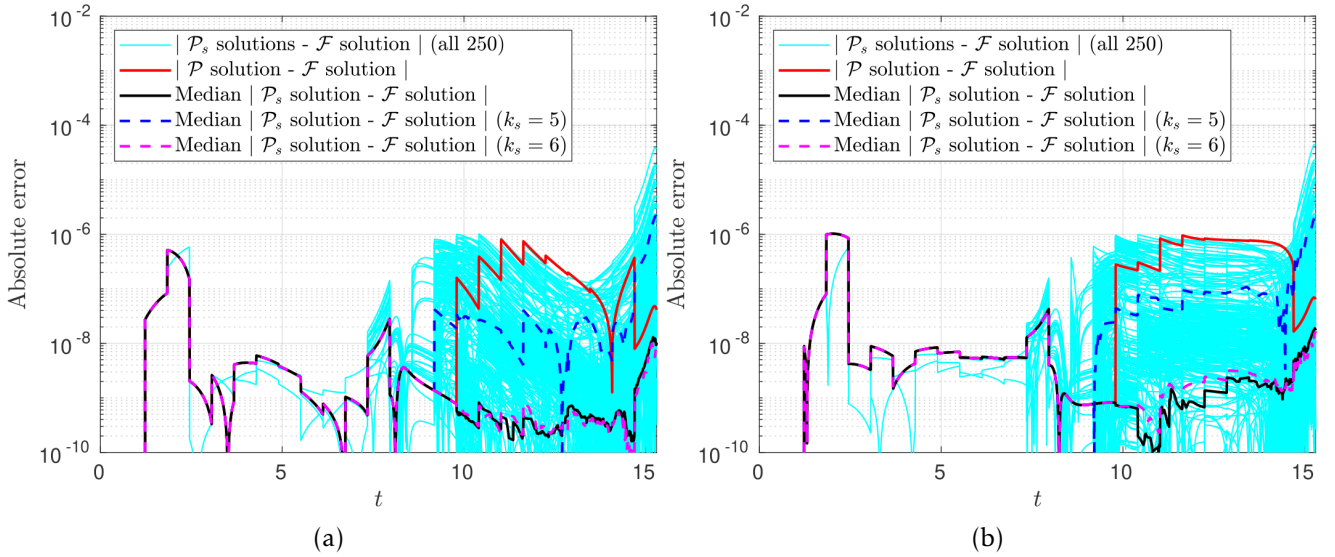 10^-2
10^-4
10^-6
10^-8
10^-10
Absolute error
| 𝒫_s solutions - ℱ solution | (all 250)
| 𝒫 solution - ℱ solution |
Median | 𝒫_s solution - ℱ solution |
Median | 𝒫_s solution - ℱ solution | (k_s = 5)
Median | 𝒫_s solution - ℱ solution | (k_s = 6)
0 5 10 15
t
(a)
10^-2
10^-4
10^-6
10^-8
10^-10
Absolute error
| 𝒫_s solutions - ℱ solution | (all 250)
| 𝒫 solution - ℱ solution |
Median | 𝒫_s solution - ℱ solution |
Median | 𝒫_s solution - ℱ solution | (k_s = 5)
Median | 𝒫_s solution - ℱ solution | (k_s = 6)
0 5 10 15
t
(b)